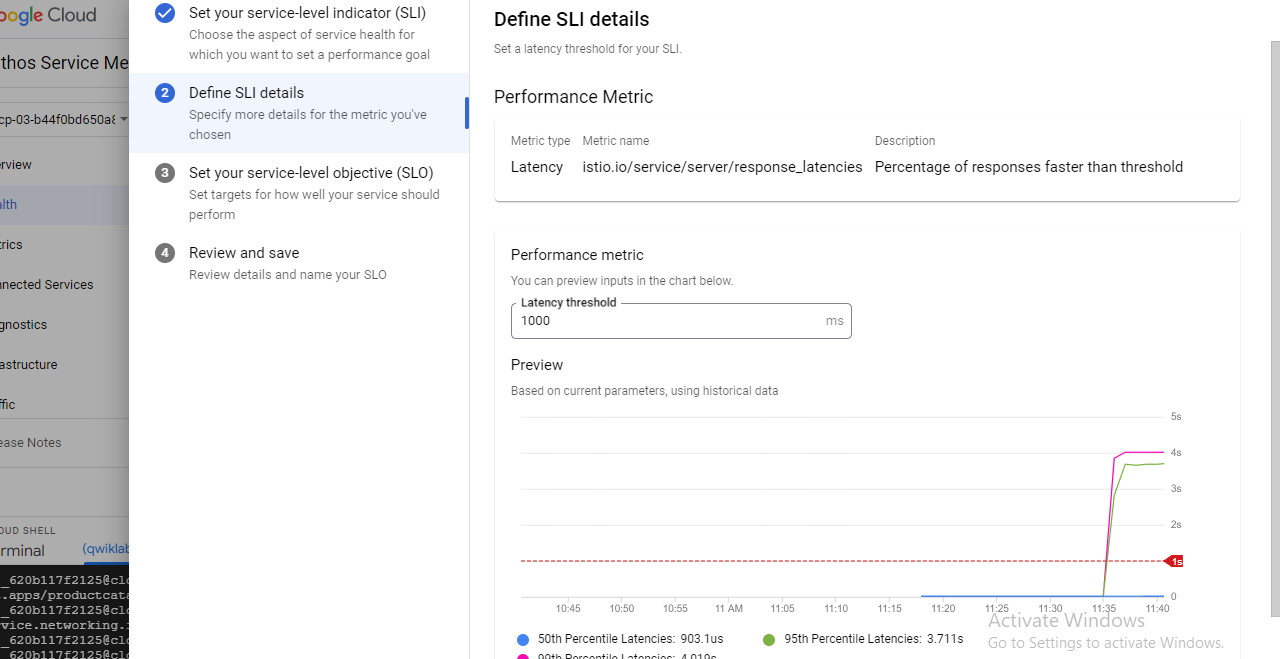 oogle Cloud
thos Service Me
cp-03-b44f0bd650a8
erview
alth
trics
nnected Services
gnostics
astructure
ffic
ease Notes
OUD SHELL
rminal
(qwiklab
_620b117f2125@clo
.apps/productcata
_620b117f2125@clo
rvice.networking.i
_620b117f2125@clo
_620b117f2125@clo
Set your service-level indicator (SLI)
Choose the aspect of service health for
which you want to set a performance goal
2 Define SLI details
Specify more details for the metric you've
chosen
3 Set your service-level objective (SLO)
Set targets for how well your service should
perform
4 Review and save
Review details and name your SLO
Define SLI details
Set a latency threshold for your SLI.
Performance Metric
Metric type Metric name Description
Latency istio.io/service/server/response_latencies Percentage of responses faster than threshold
Performance metric
You can preview inputs in the chart below.
Latency threshold
1000 ms
Preview
Based on current parameters, using historical data
5s
4s
3s
2s
1s
0
10:45 10:50 10:55 11 AM 11:05 11:10 11:15 11:20 11:25 11:30 11:35 11:40
50th Percentile Latencies: 903.1us 95th Percentile Latencies: 3.711s
99th Percentile Latencies: 4.019s
Activate Windows
Go to Settings to activate Windows.